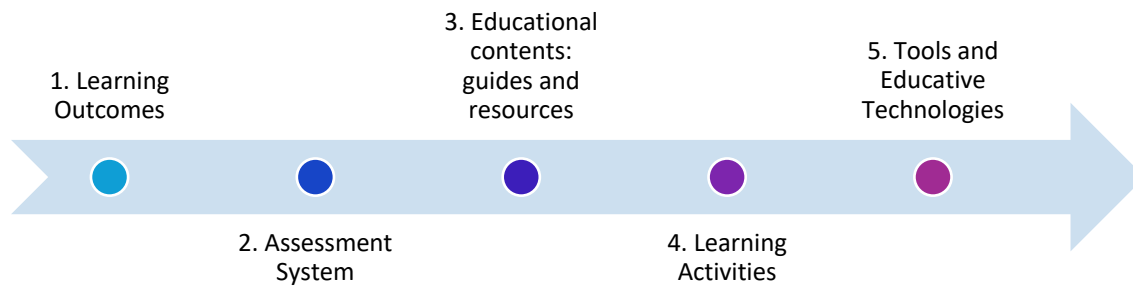 1. Learning
Outcomes
2. Assessment
System
3. Educational
contents:
guides and
resources
4. Learning
Activities
5. Tools and
Educative
Technologies